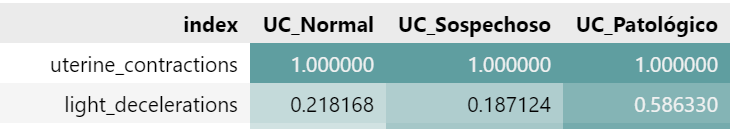 index UC_Normal UC_Sospechoso UC_Patológico
uterine_contractions 1.000000 1.000000 1.000000
light_decelerations 0.218168 0.187124 0.586330